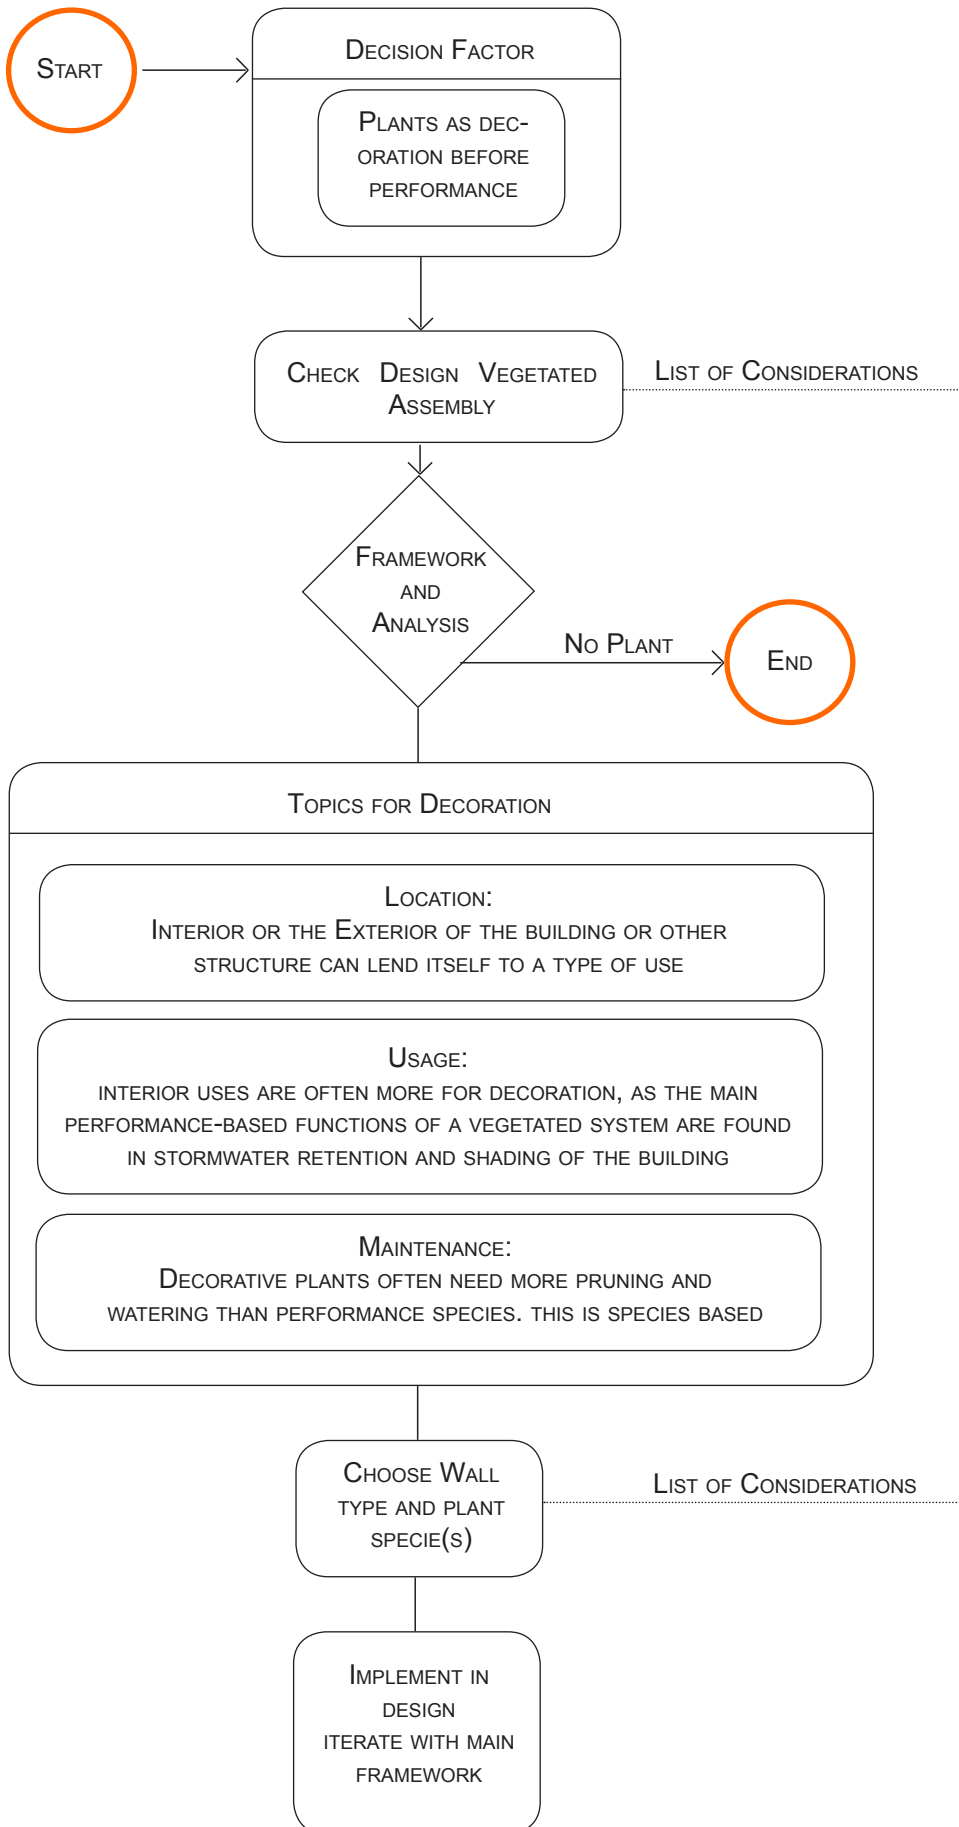 Start
Decision Factor
Plants as dec-
oration before
performance
Check Design Vegetated
Assembly
List of Considerations
Framework
and
Analysis
No Plant
End
Topics for Decoration
Location:
Interior or the Exterior of the building or other
structure can lend itself to a type of use
Usage:
interior uses are often more for decoration, as the main
performance-based functions of a vegetated system are found
in stormwater retention and shading of the building
Maintenance:
Decorative plants often need more pruning and
watering than performance species. this is species based
Choose Wall
type and plant
specie(s)
List of Considerations
Implement in
design
iterate with main
framework